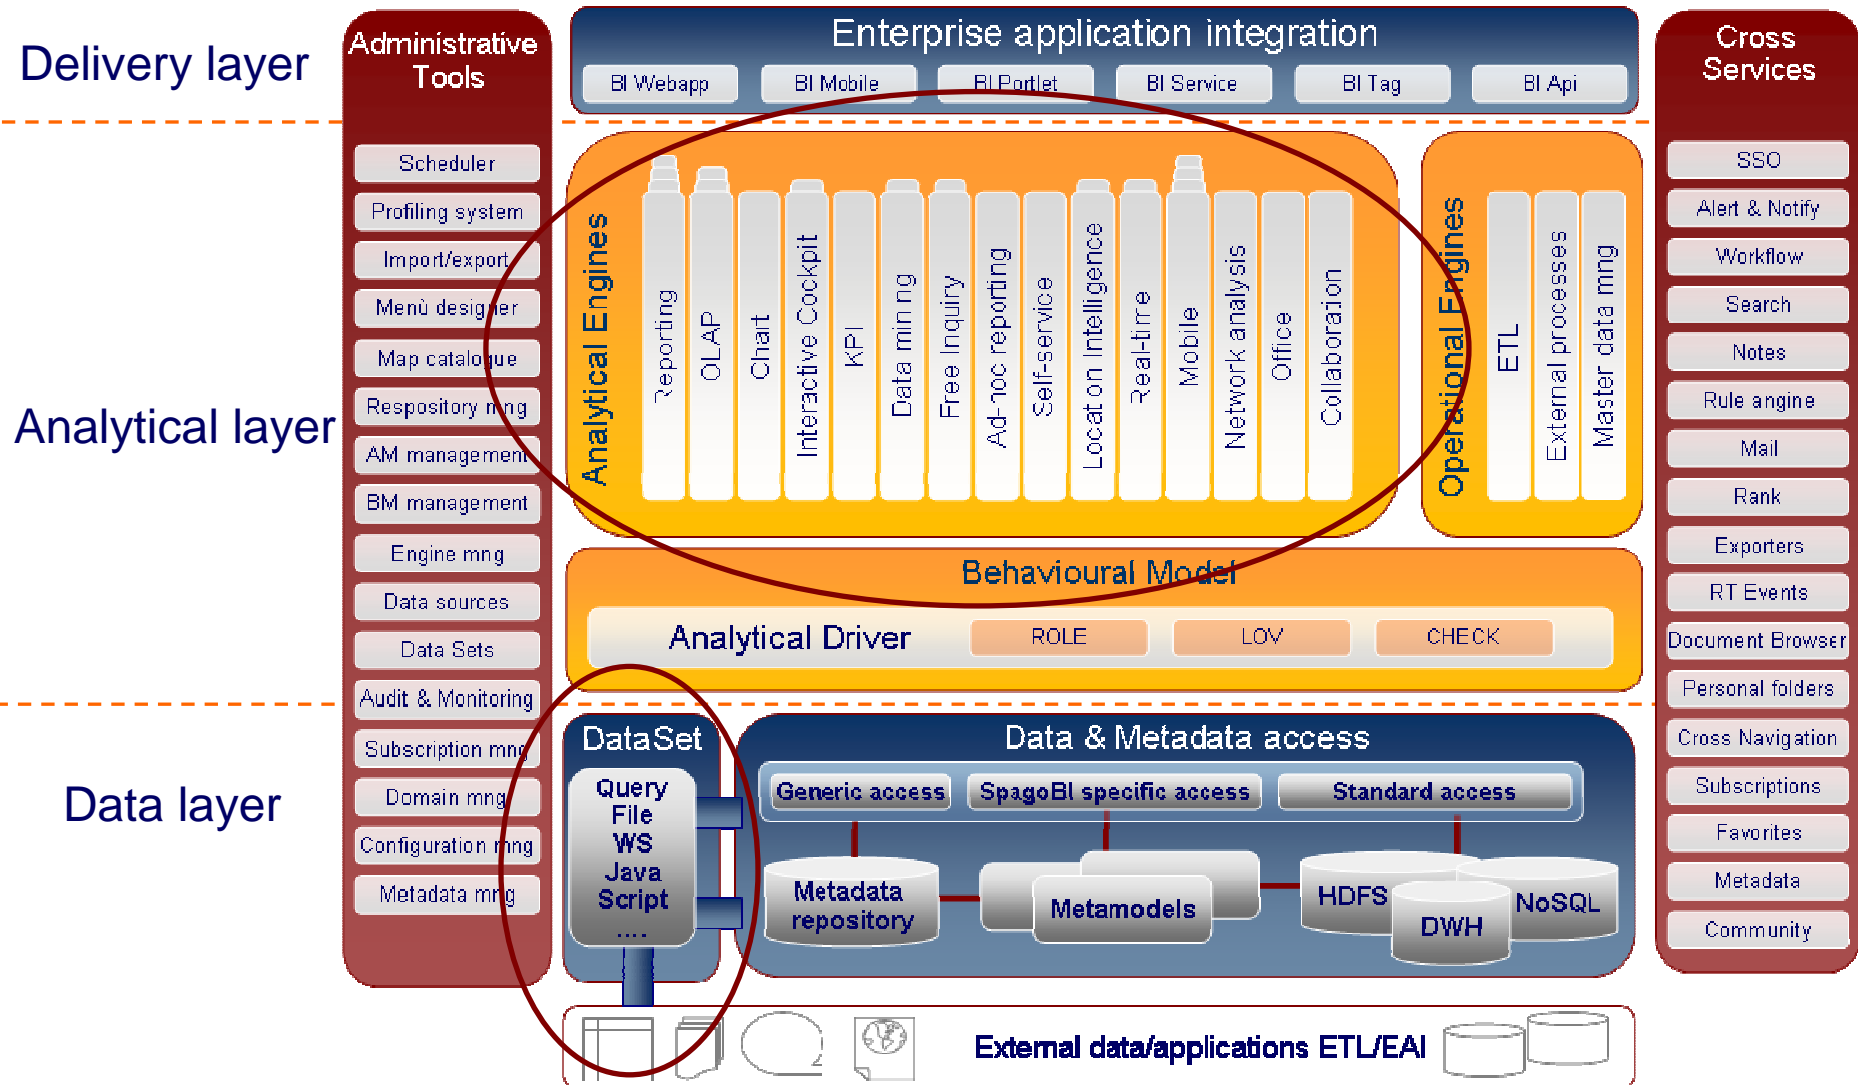 Delivery layer
Analytical layer
Data layer
Administrative
Tools
Scheduler
Profiling system
Import/export
Menù designer
Map catalogue
Respository mng
AM management
BM management
Engine mng
Data sources
Data Sets
Audit & Monitoring
Subscription mng
Domain mng
Configuration mng
Metadata mng
Enterprise application integration
BI Webapp
BI Mobile
BI Portlet
BI Service
BI Tag
BI Api
Analytical Engines
Reporting
OLAP
Chart
Interactive Cockpit
KPI
Data mining
Free Inquiry
Ad-hoc reporting
Self-service
Location Intelligence
Real-time
Mobile
Network analysis
Office
Collaboration
Operational Engines
ETL
External processes
Master data mng
Behavioural Model
Analytical Driver
ROLE
LOV
CHECK
DataSet
Query
File
WS
Java
Script
....
Data & Metadata access
Generic access
SpagoBI specific access
Standard access
Metadata
repository
Metamodels
HDFS
DWH
NoSQL
External data/applications ETL/EAI
Cross
Services
SSO
Alert & Notify
Workflow
Search
Notes
Rule angine
Mail
Rank
Exporters
RT Events
Document Browser
Personal folders
Cross Navigation
Subscriptions
Favorites
Metadata
Community